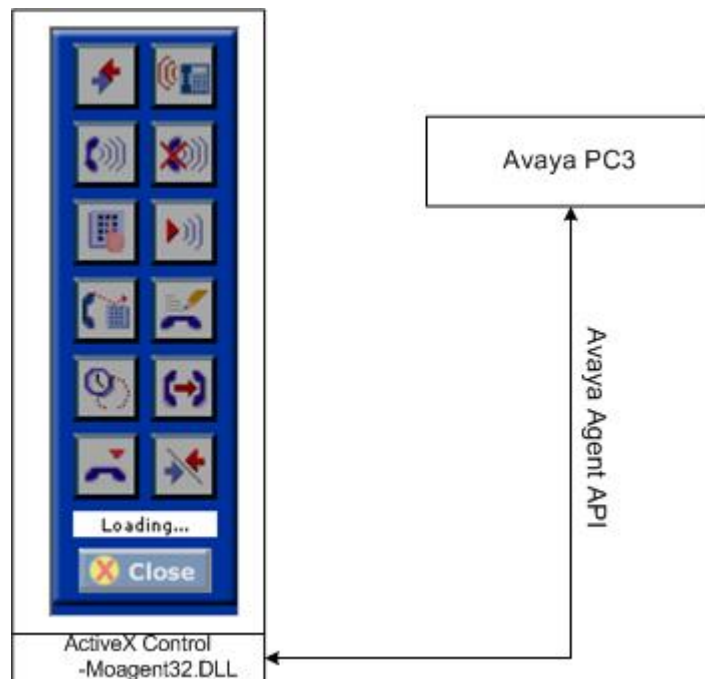 Loading...
Close
ActiveX Control
-Moagent32.DLL
Avaya PC3
Avaya Agent API